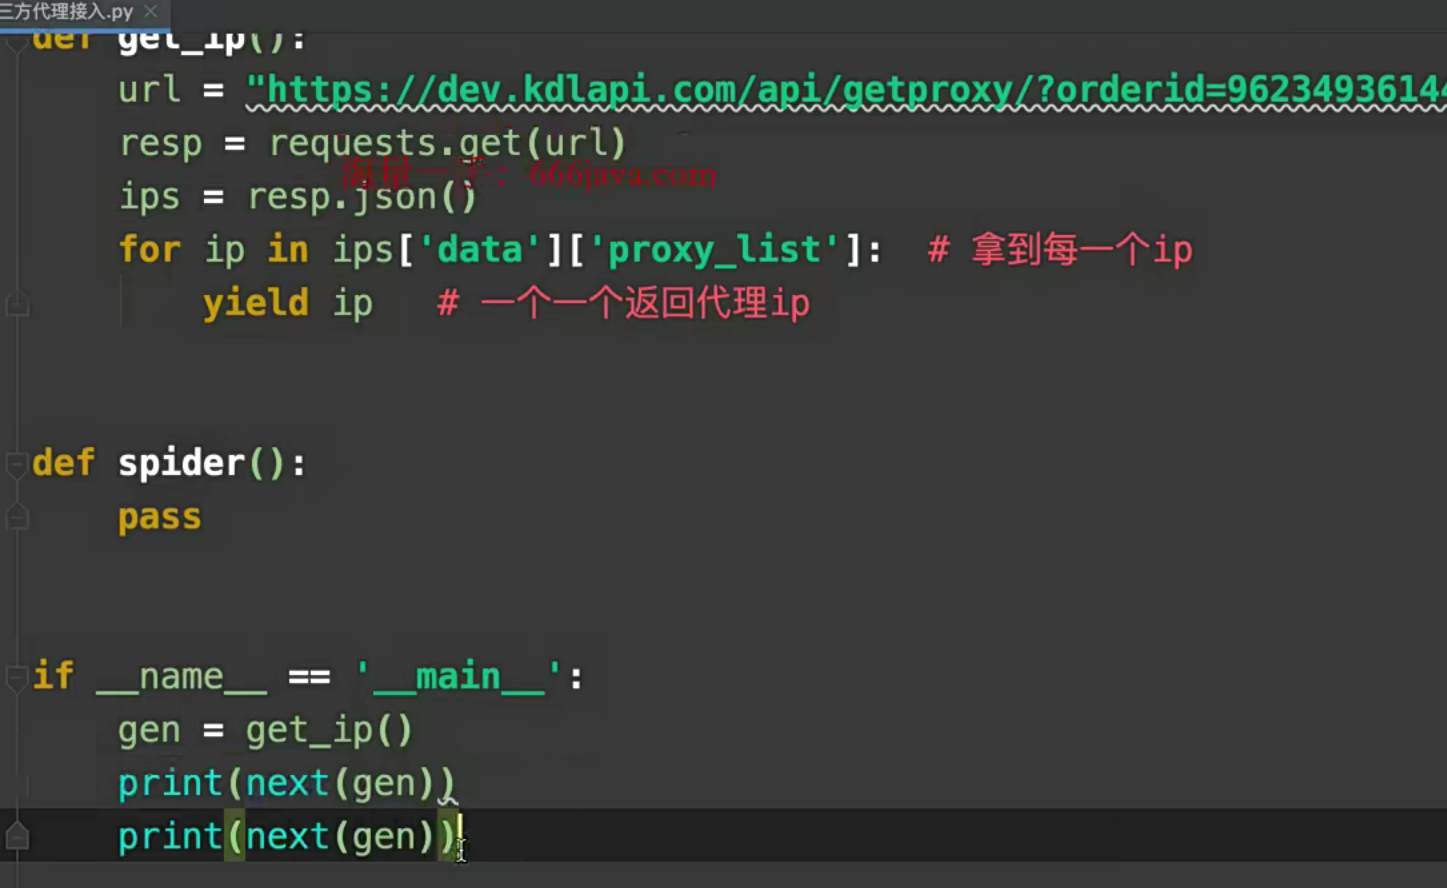 三方代理接入.py
def get_ip():
url = "https://dev.kdlapi.com/api/getproxy/?orderid=9623493614
resp = requests.get(url)
海量一手：666java.com
ips = resp.json()
for ip in ips['data']['proxy_list']:  # 拿到每一个ip
yield ip   # 一个一个返回代理ip
def spider():
pass
if __name__ == '__main__':
gen = get_ip()
print(next(gen))
print(next(gen))